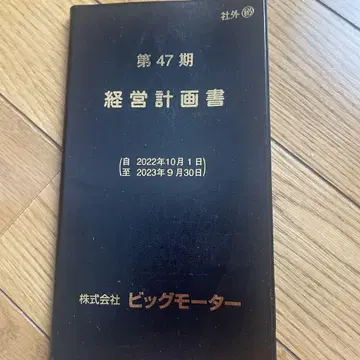 社外㊙
第47期
経営計画書
(自 2022年10月1日
至 2023年9月30日)
株式会社 ビッグモーター